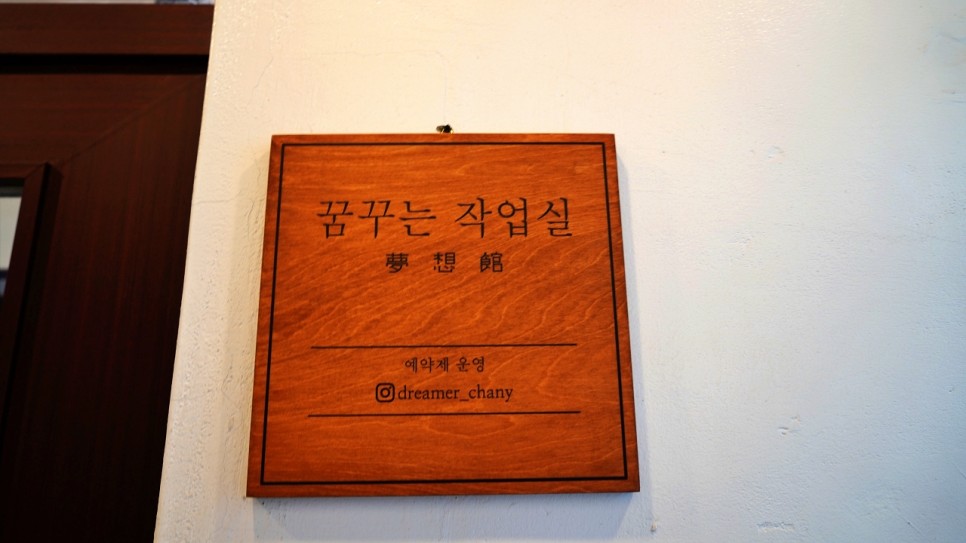 꿈꾸는 작업실
夢想館
예약제 운영
dreamer_chany